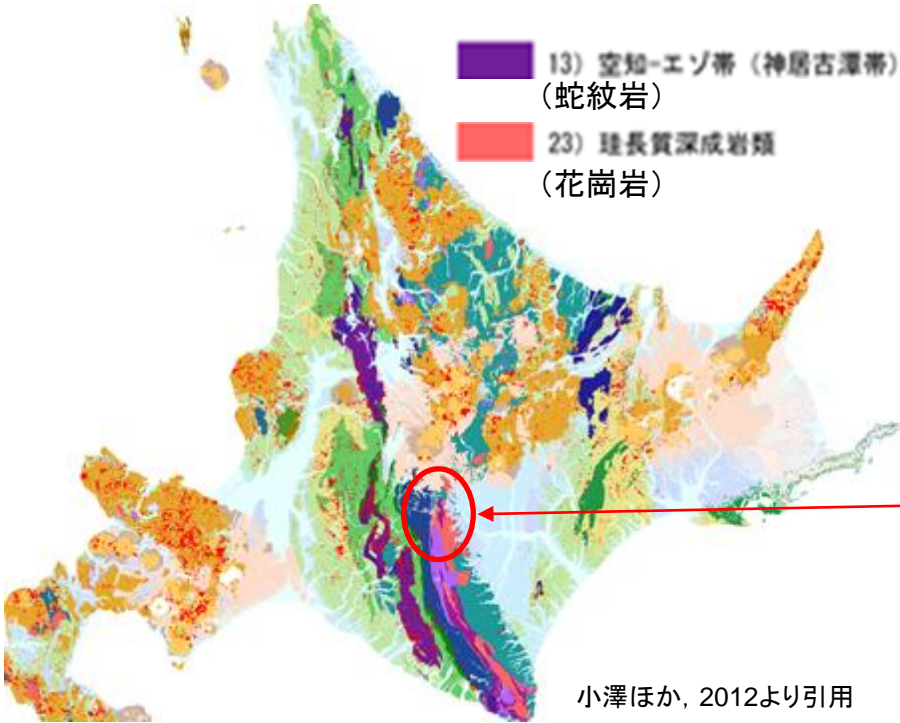 13) 空知-エゾ帯（神居古潭帯）
（蛇紋岩）
23) 珪長質深成岩類
（花崗岩）
小澤ほか, 2012より引用